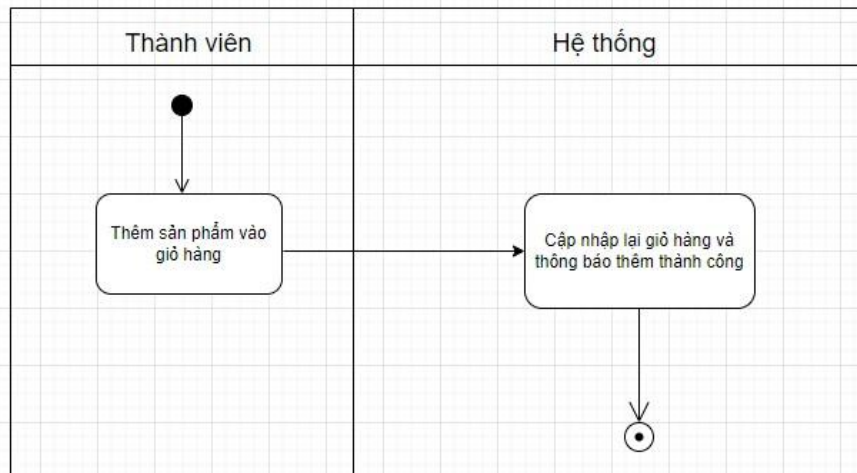 Thành viên
Hệ thống
Thêm sản phẩm vào
giỏ hàng
Cập nhập lại giỏ hàng và
thông báo thêm thành công